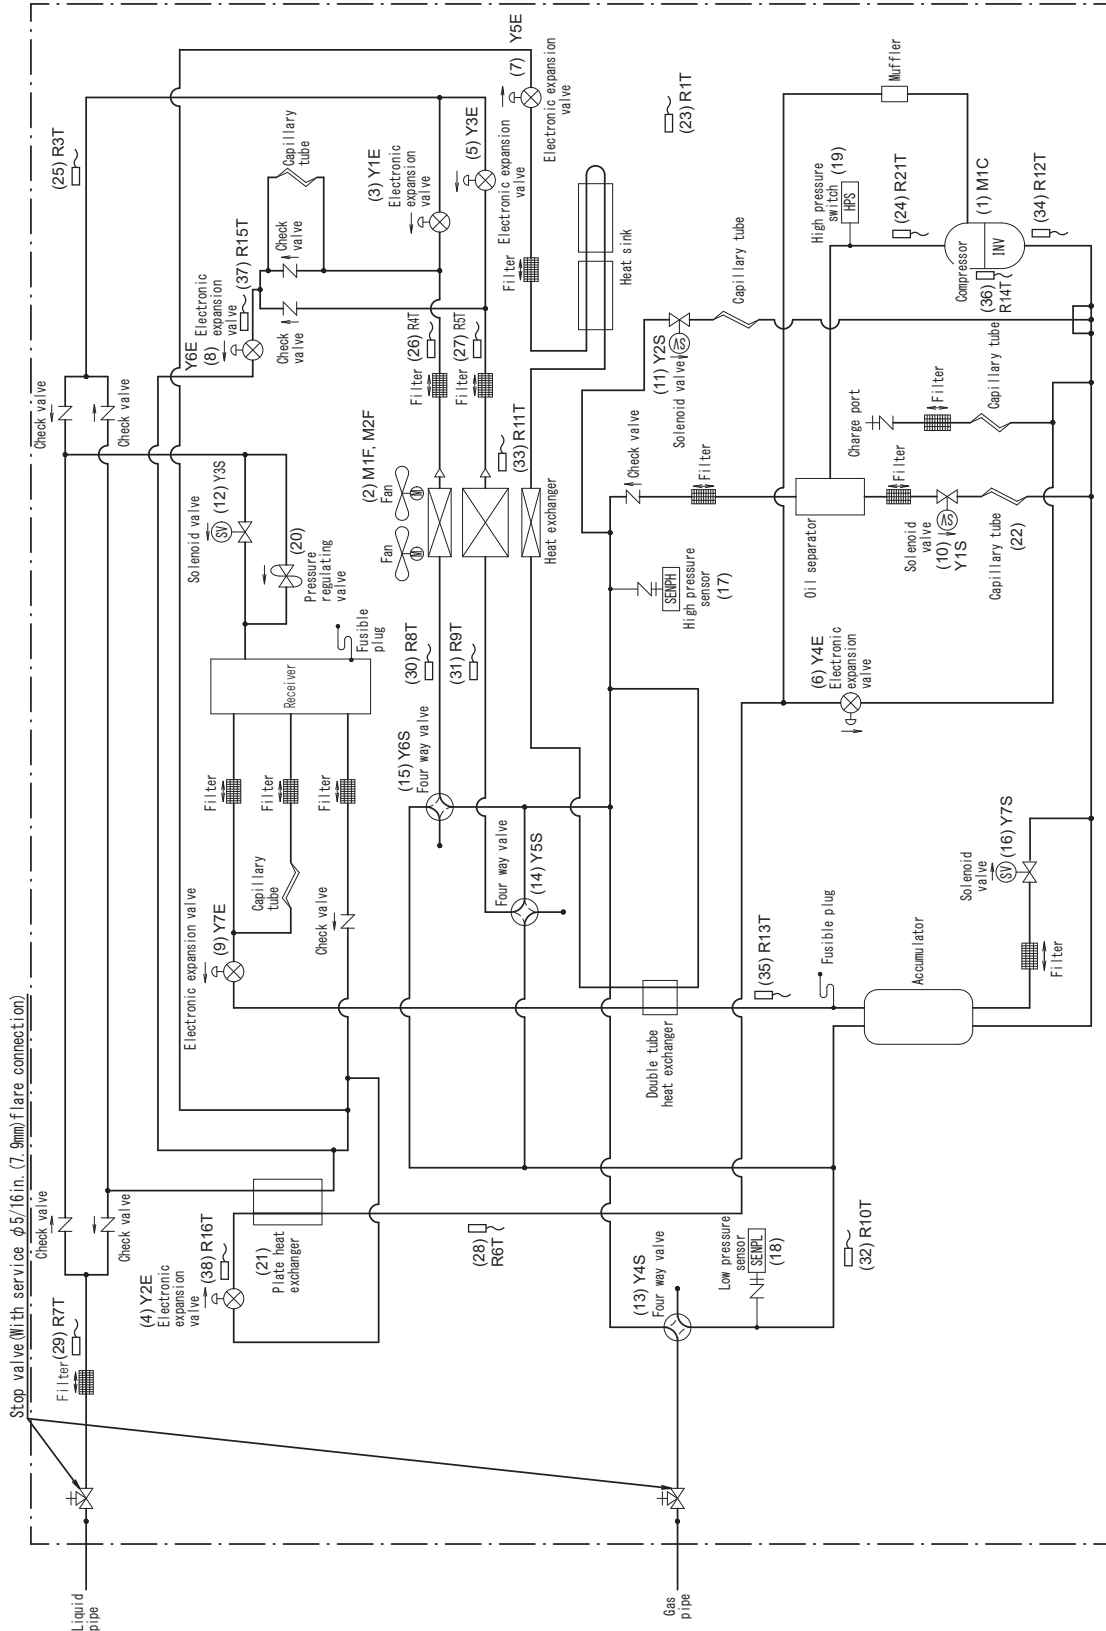 Stop valve(With service φ5/16in. (7.9mm)flare connection)
Liquid
pipe
Gas
pipe
Filter
(29) R7T
Check valve
Check valve
(4) Y2E
Electronic
expansion
valve
(38) R16T
(21)
Plate heat
exchanger
(28)
R6T
(13) Y4S
Four way valve
Low pressure
sensor
SENPL
(18)
(32) R10T
Electronic expansion valve
(9) Y7E
Capillary
tube
Check valve
Filter
Filter
Filter
Receiver
Fusible
plug
Solenoid valve
(12) Y3S
SV
(20)
Pressure
regulating
valve
Check valve
Check valve
(25) R3T
Y6E
(8)
Electronic
expansion
valve
(37) R15T
Check
valve
Check
valve
Capillary
tube
(3) Y1E
Electronic
expansion
valve
(5) Y3E
Electronic expansion
valve
(7)
Y5E
Electronic expansion
valve
Filter
(26) R4T
Filter
(27) R5T
Filter
Heat sink
(2) M1F, M2F
Fan
Fan
M
M
(33) R11T
Heat exchanger
(30) R8T
(31) R9T
(15) Y6S
Four way valve
Four way valve
(14) Y5S
Double tube
heat exchanger
(35) R13T
Fusible plug
Accumulator
Filter
Solenoid
valve
SV
(16) Y7S
(6) Y4E
Electronic
expansion
valve
SENPH
High pressure
sensor
(17)
Check valve
Filter
Oil separator
Filter
Solenoid
valve
(10)
Y1S
SV
Capillary tube
(22)
Charge port
Filter
Capillary tube
(11) Y2S
Solenoid valve
SV
Capillary tube
(23) R1T
High pressure
switch
(19)
HPS
(24) R21T
(1) M1C
Compressor
INV
(36)
R14T
(34) R12T
Muffler